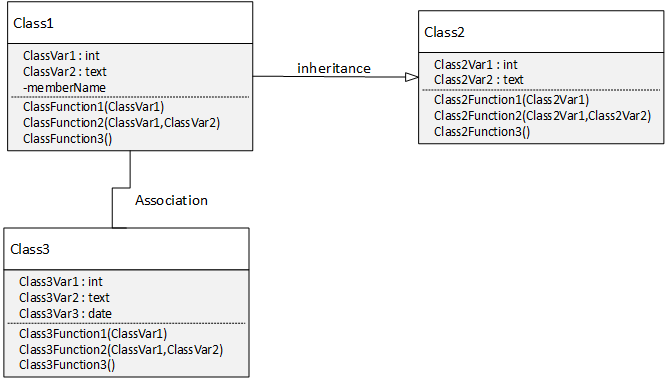 Class1
ClassVar1 : int
ClassVar2 : text
-memberName
ClassFunction1(ClassVar1)
ClassFunction2(ClassVar1,ClassVar2)
ClassFunction3()
inheritance
Class2
Class2Var1 : int
Class2Var2 : text
Class2Function1(Class2Var1)
Class2Function2(Class2Var1,Class2Var2)
Class2Function3()
Association
Class3
Class3Var1 : int
Class3Var2 : text
Class3Var3 : date
Class3Function1(ClassVar1)
Class3Function2(ClassVar1,ClassVar2)
Class3Function3()